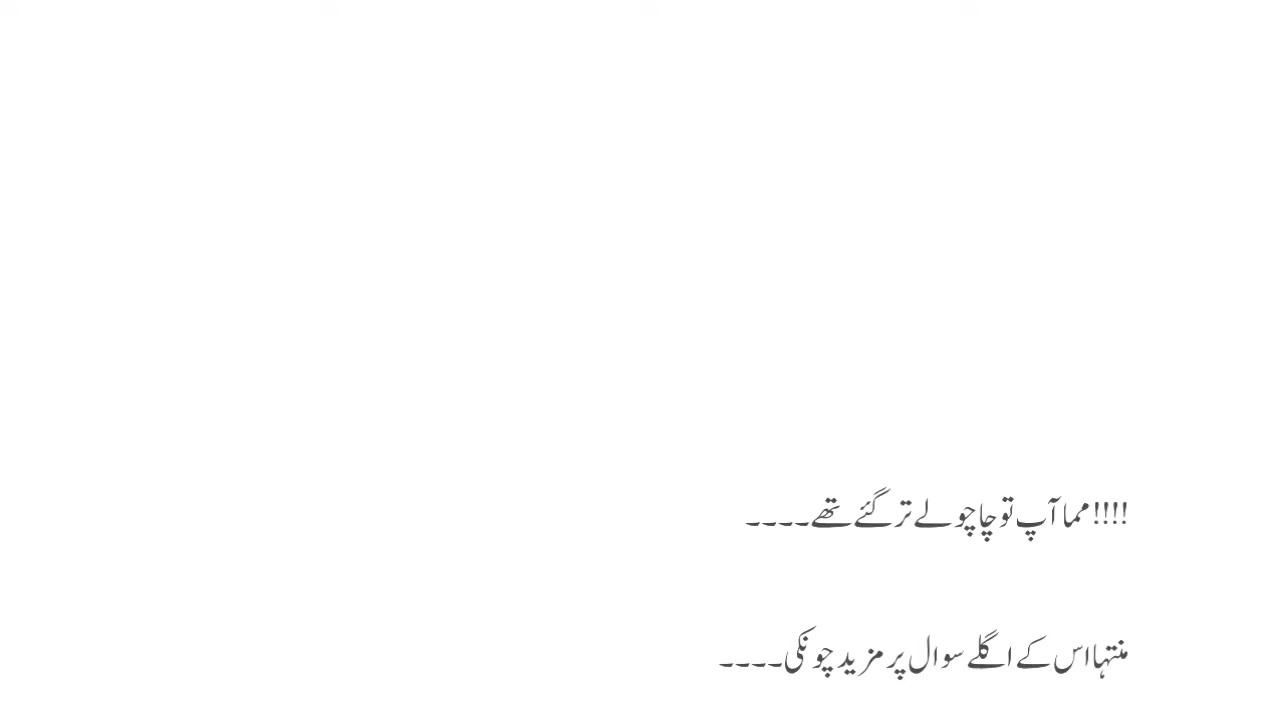 !!!! مما آپ تو چاچو لے تر گئے تھے ۔۔۔۔
منتہا اس کے اگلے سوال پر مزید چونکی ۔۔۔۔